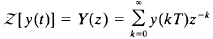 𝒵[y(t)] = Y(z) = ∑_{k=0}^{∞} y(kT)z^{-k}